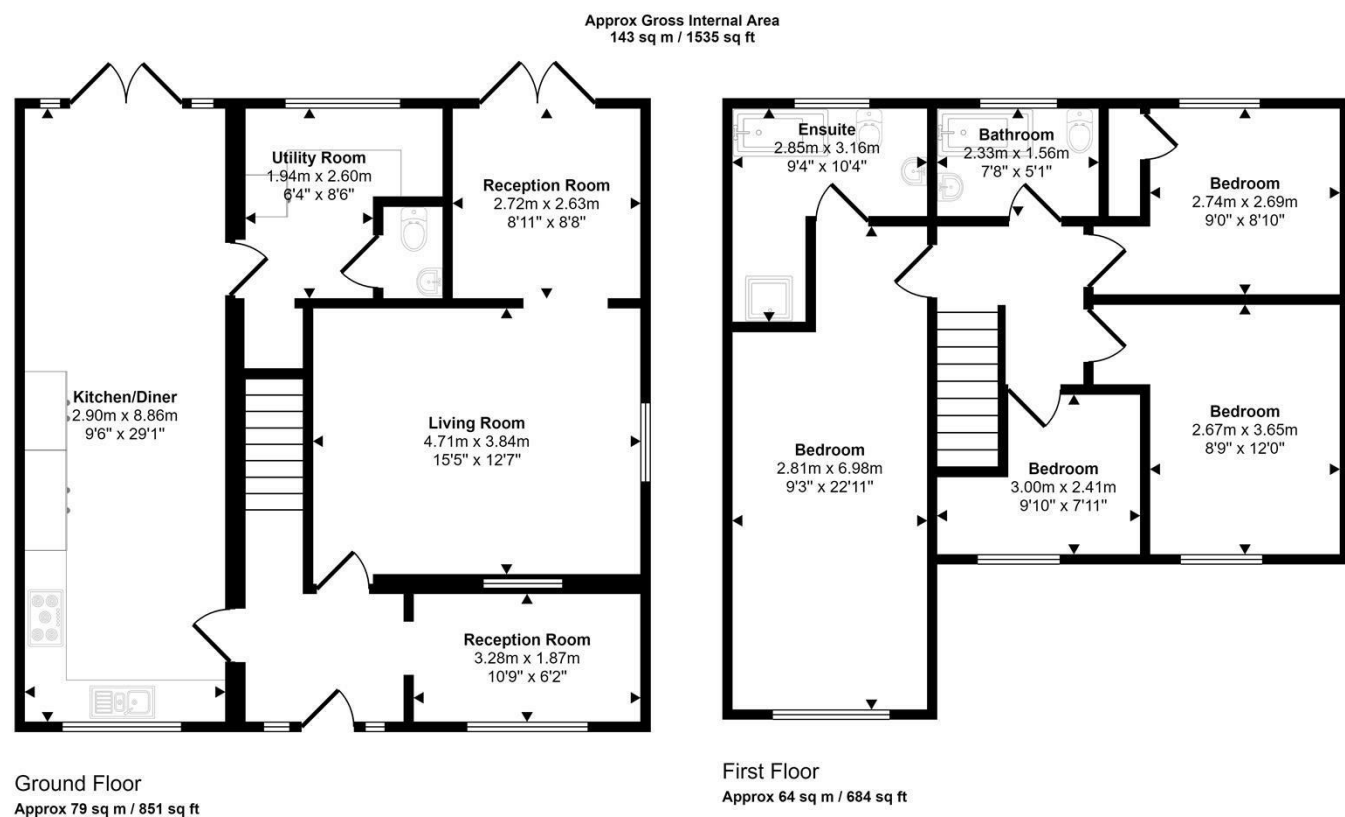 Approx Gross Internal Area
143 sq m / 1535 sq ft
Utility Room
1.94m x 2.60m
6'4" x 8'6"
Reception Room
2.72m x 2.63m
8'11" x 8'8"
Kitchen/Diner
2.90m x 8.86m
9'6" x 29'1"
Living Room
4.71m x 3.84m
15'5" x 12'7"
Reception Room
3.28m x 1.87m
10'9" x 6'2"
Ground Floor
Approx 79 sq m / 851 sq ft
Ensuite
2.85m x 3.16m
9'4" x 10'4"
Bathroom
2.33m x 1.56m
7'8" x 5'1"
Bedroom
2.74m x 2.69m
9'0" x 8'10"
Bedroom
2.67m x 3.65m
8'9" x 12'0"
Bedroom
2.81m x 6.98m
9'3" x 22'11"
Bedroom
3.00m x 2.41m
9'10" x 7'11"
First Floor
Approx 64 sq m / 684 sq ft